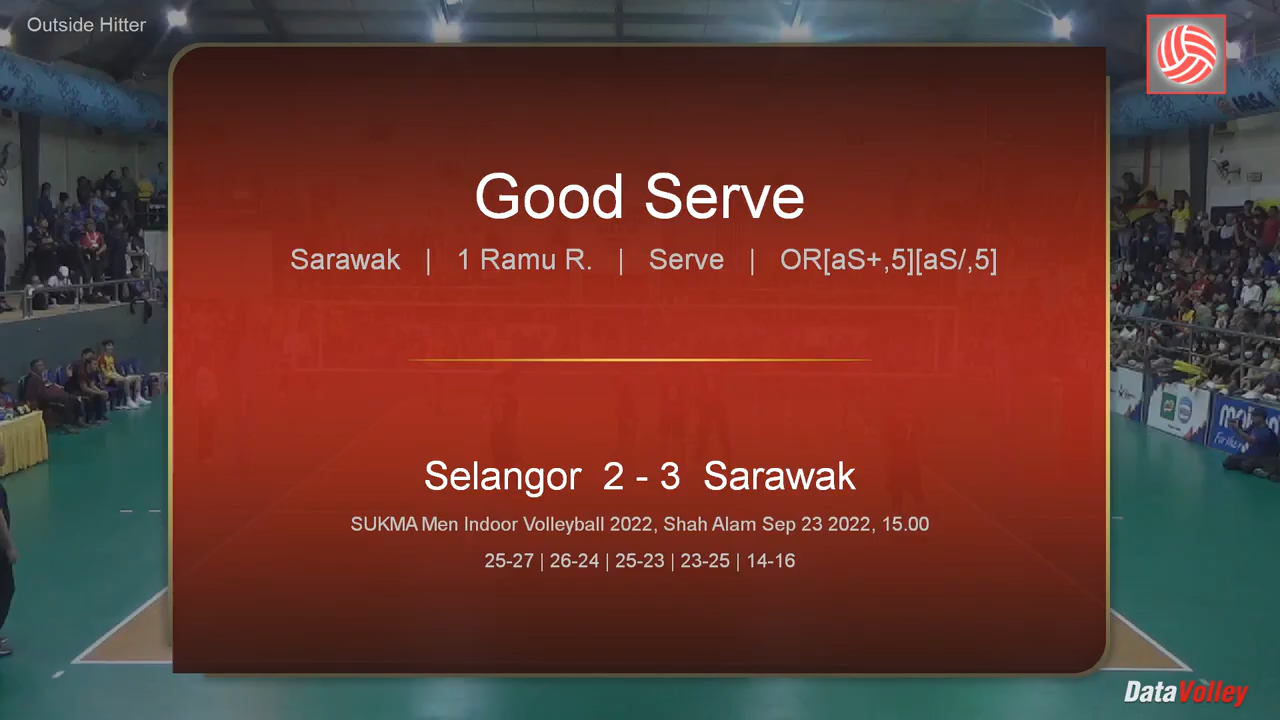 Outside Hitter
Good Serve
Sarawak | 1 Ramu R. | Serve | OR[aS+,5][aS/,5]
Selangor 2 - 3 Sarawak
SUKMA Men Indoor Volleyball 2022, Shah Alam Sep 23 2022, 15.00
25-27 | 26-24 | 25-23 | 23-25 | 14-16
DataVolley